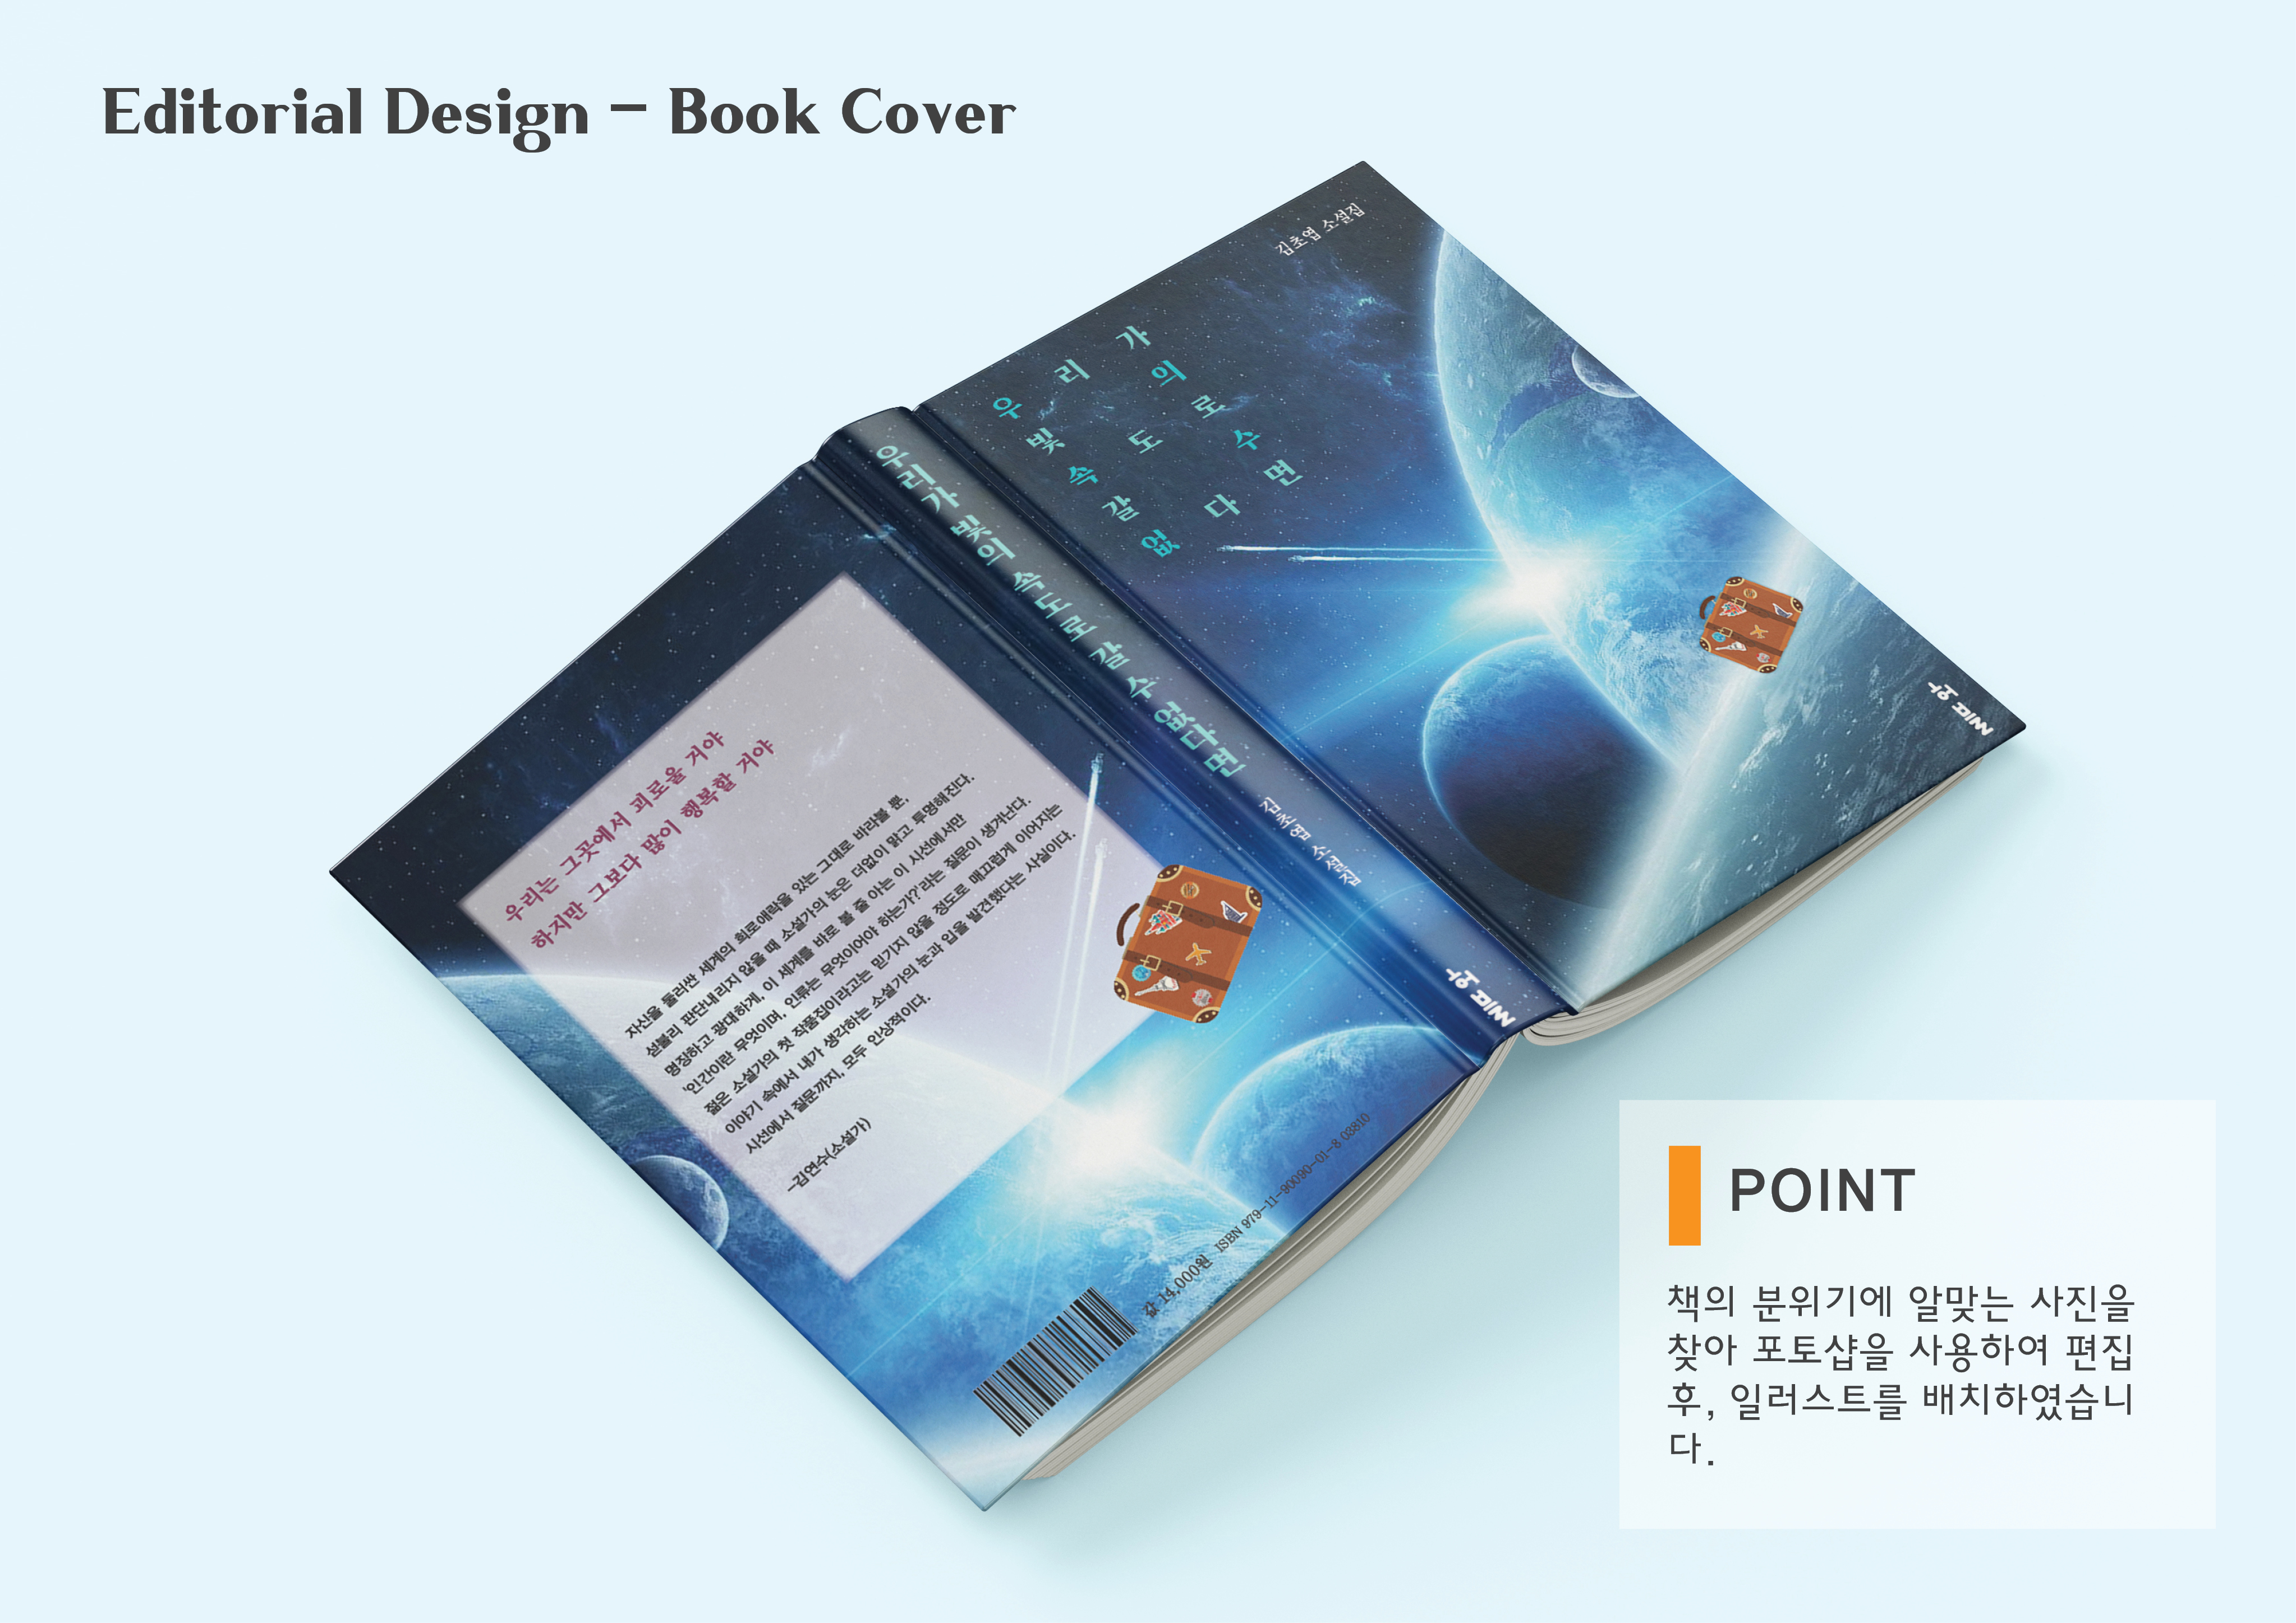 Editorial Design - Book Cover
김초엽 소설집
우리가
빛의
속도로
갈수
없다면
허블
우리가 빛의 속도로 갈 수 없다면
김초엽 소설집
허블
우리는 그곳에서 괴로울 거야
하지만 그보다 많이 행복할 거야
자신을 둘러싼 세계의 희로애락을 있는 그대로 바라볼 뿐,
섣불리 판단내리지 않을 때 소설가의 눈은 더없이 맑고 투명해진다.
명징하고 광대하게, 이 세계를 바로 볼 줄 아는 이 시선에서만
'인간이란 무엇이며, 인류는 무엇이어야 하는가?'라는 질문이 생겨난다.
젊은 소설가의 첫 작품집이라고는 믿기지 않을 정도로 매끄럽게 이어지는
이야기 속에서 내가 생각하는 소설가의 눈과 입을 발견했다는 사실이다.
시선에서 질문까지, 모두 인상적이다.
-김연수(소설가)
값 14,000원 ISBN 979-11-90090-01-8 03810
POINT
책의 분위기에 알맞는 사진을
찾아 포토샵을 사용하여 편집
후, 일러스트를 배치하였습니
다.